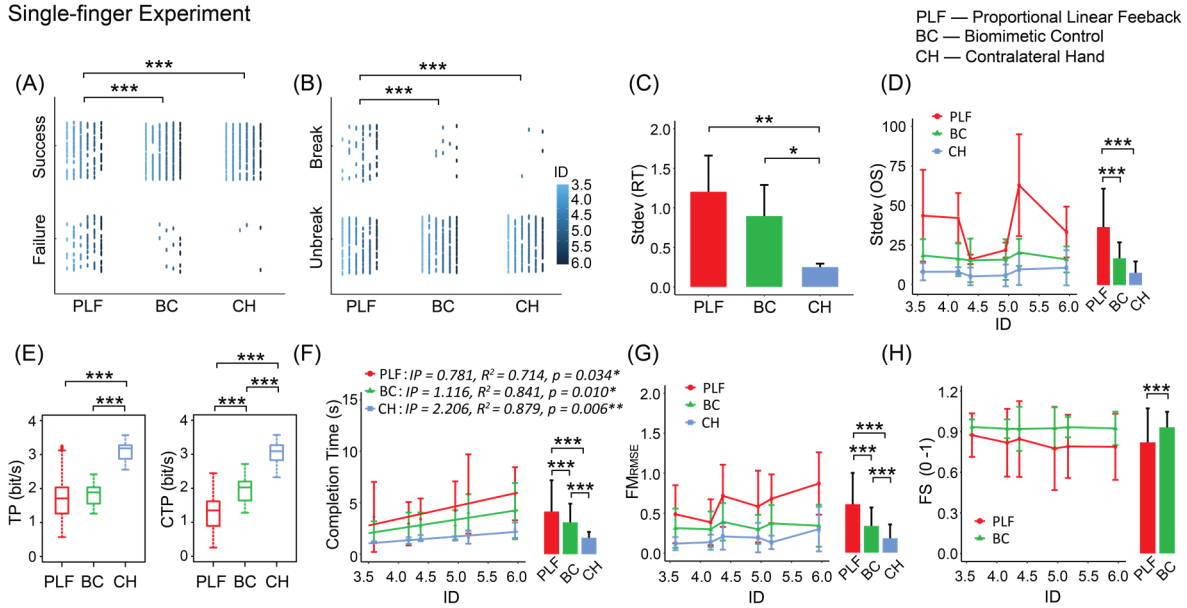 Single-finger Experiment
PLF — Proportional Linear Feeback
BC — Biomimetic Control
CH — Contralateral Hand
(A)
***
***
Success
Failure
PLF BC CH
(B)
***
***
Break
Unbreak
PLF BC CH
ID
3.5
4.0
4.5
5.0
5.5
6.0
(C)
**
*
Stdev (RT)
2.0
1.5
1.0
0.5
0.0
PLF BC CH
(D)
PLF
BC
CH
***
***
Stdev (OS)
100
75
50
25
0
3.5 4.0 4.5 5.0 5.5 6.0
ID
PLF BC CH
(E)
***
***
TP (bit/s)
4
3
2
1
0
PLF BC CH
***
***
***
CTP (bit/s)
4
3
2
1
0
PLF BC CH
(F)
PLF: IP = 0.781, R² = 0.714, p = 0.034*
BC: IP = 1.116, R² = 0.841, p = 0.010*
CH: IP = 2.206, R² = 0.879, p = 0.006**
***
***
***
Completion Time (s)
15
12
9
6
3
0
3.5 4.0 4.5 5.0 5.5 6.0
ID
PLF BC CH
(G)
PLF
BC
CH
***
***
***
FMRMSE
2.0
1.5
1.0
0.5
0.0
3.5 4.0 4.5 5.0 5.5 6.0
ID
PLF BC CH
(H)
***
FS (0 -1)
1.2
0.9
0.6
0.3
0.0
PLF
BC
3.5 4.0 4.5 5.0 5.5 6.0
ID
PLF BC